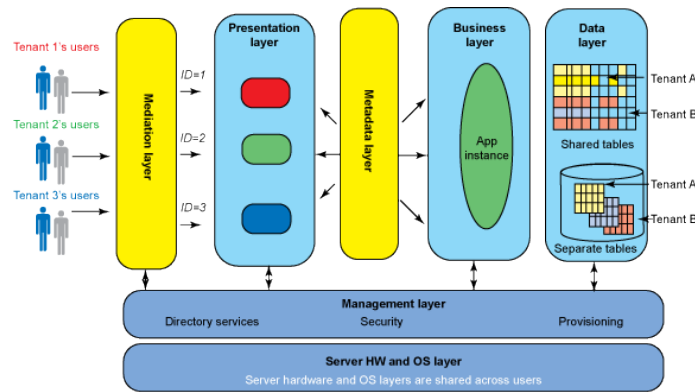 Tenant 1's users
Tenant 2's users
Tenant 3's users
Mediation layer
ID=1
ID=2
ID=3
Presentation
layer
Metadata layer
Business
layer
App
instance
Data
layer
Tenant A
Tenant B
Shared tables
Tenant A
Tenant B
Separate tables
Management layer
Directory services
Security
Provisioning
Server HW and OS layer
Server hardware and OS layers are shared across users